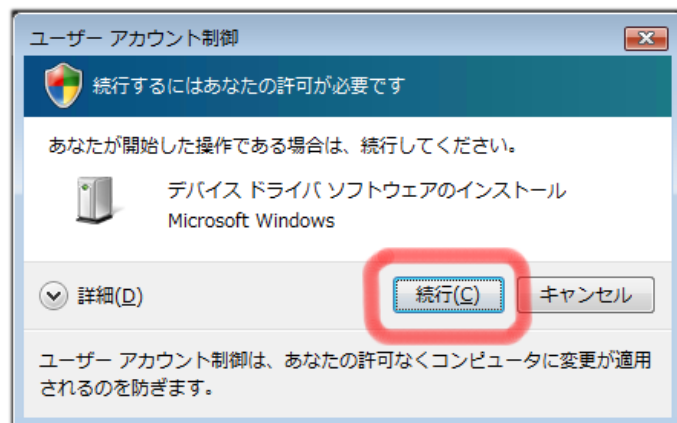 ユーザー アカウント制御
続行するにはあなたの許可が必要です
あなたが開始した操作である場合は、続行してください。
デバイス ドライバ ソフトウェアのインストール
Microsoft Windows
詳細(D)
続行(C)
キャンセル
ユーザー アカウント制御は、あなたの許可なくコンピュータに変更が適用
されるのを防ぎます。